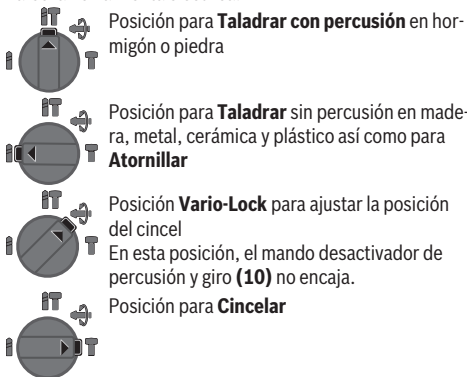 Posición para Taladrar con percusión en hor-
migón o piedra
Posición para Taladrar sin percusión en made-
ra, metal, cerámica y plástico así como para
Atornillar
Posición Vario-Lock para ajustar la posición
del cincel
En esta posición, el mando desactivador de
percusión y giro (10) no encaja.
Posición para Cincelar